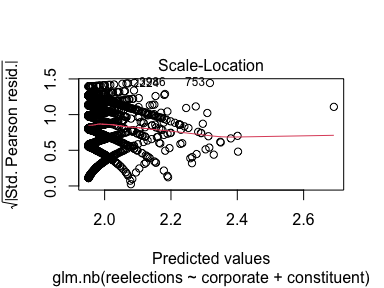 Scale-Location
753
√|Std. Pearson resid.|
0.0 0.5 1.0 1.5
2.0 2.2 2.4 2.6
Predicted values
glm.nb(reelections ~ corporate + constituent)